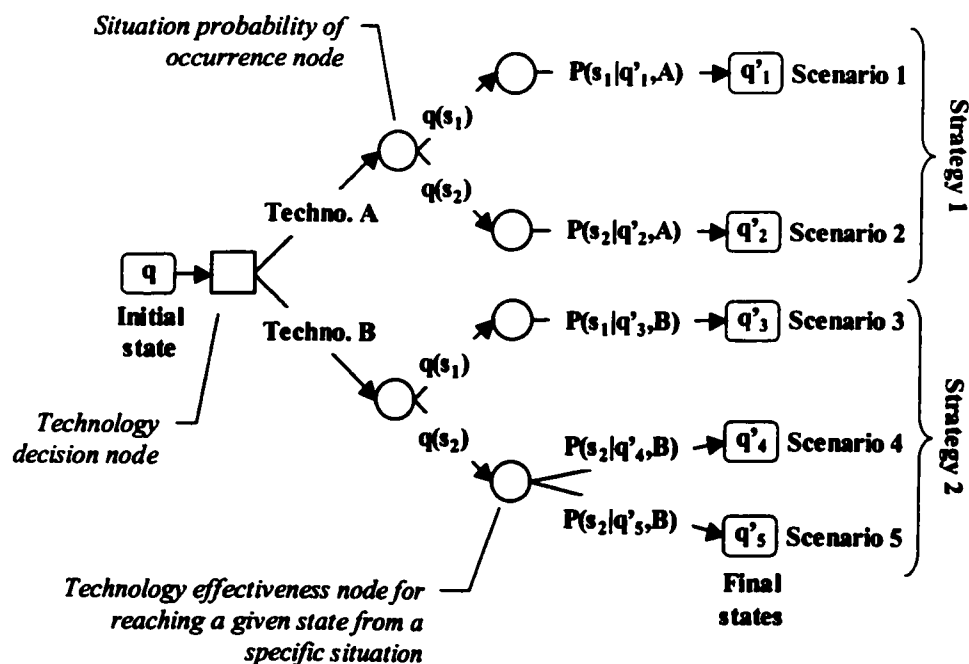 Situation probability of
occurrence node
P(s₁|q'₁,A)
q'₁
Scenario 1
q(s₁)
q(s₂)
Techno. A
P(s₂|q'₂,A)
q'₂
Scenario 2
Strategy 1
q
Initial
state
Techno. B
P(s₁|q'₃,B)
q'₃
Scenario 3
q(s₁)
q(s₂)
Technology
decision node
P(s₂|q'₄,B)
q'₄
Scenario 4
P(s₂|q'₅,B)
q'₅
Scenario 5
Strategy 2
Technology effectiveness node for
reaching a given state from a
specific situation
Final
states